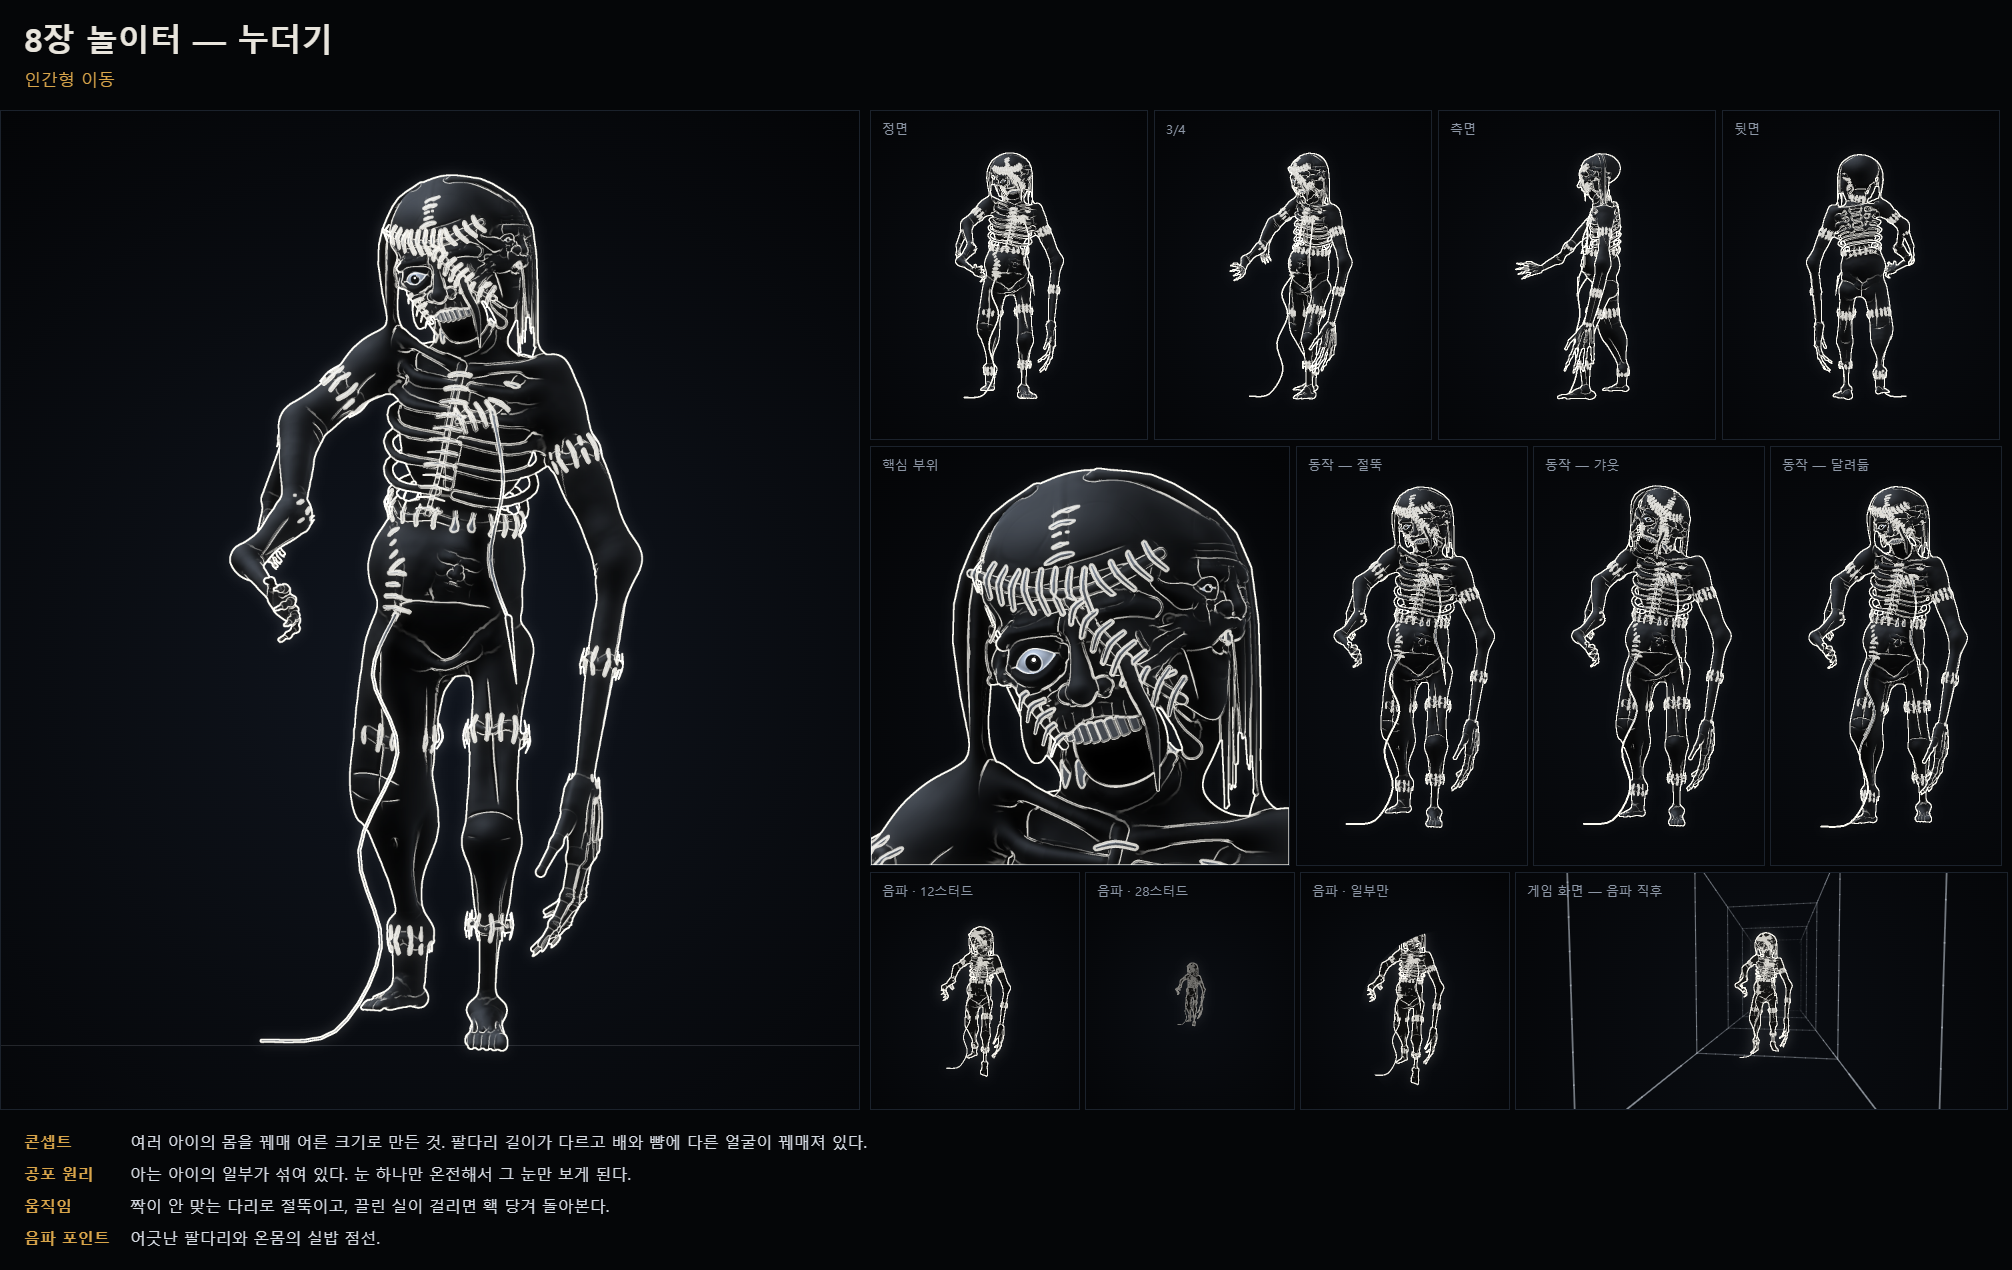 8장 놀이터 — 누더기
인간형 이동
정면
3/4
측면
뒷면
핵심 부위
동작 — 절뚝
동작 — 갸웃
동작 — 달려듦
음파 · 12스터드
음파 · 28스터드
음파 · 일부만
게임 화면 — 음파 직후
콘셉트 여러 아이의 몸을 꿰매 어른 크기로 만든 것. 팔다리 길이가 다르고 배와 뺨에 다른 얼굴이 꿰매져 있다.
공포 원리 아는 아이의 일부가 섞여 있다. 눈 하나만 온전해서 그 눈만 보게 된다.
움직임 짝이 안 맞는 다리로 절뚝이고, 끌린 실이 걸리면 홱 당겨 돌아본다.
음파 포인트 어긋난 팔다리와 온몸의 실밥 점선.